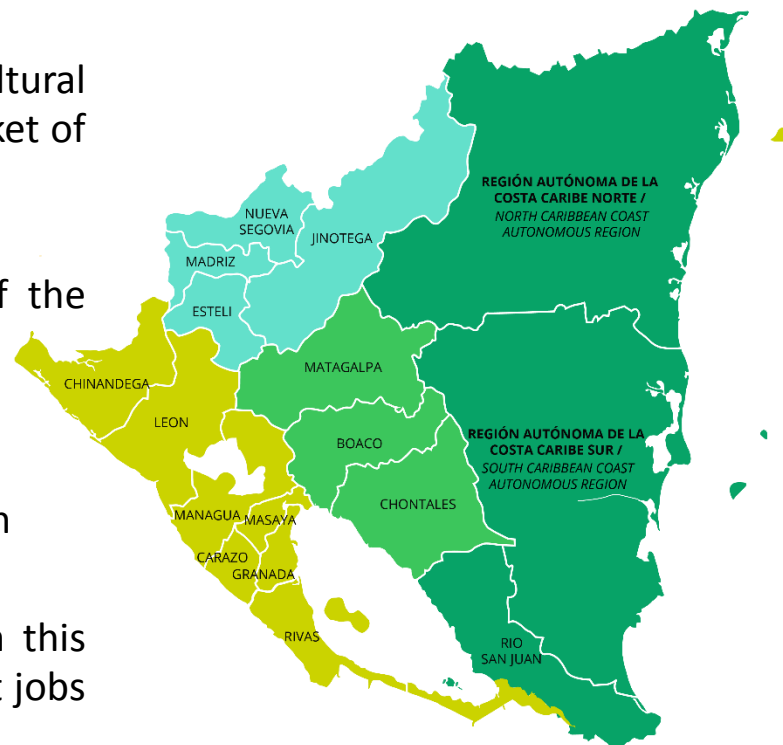 ltural
ket of
f the
n
n this
t jobs
REGIÓN AUTÓNOMA DE LA
COSTA CARIBE NORTE /
NORTH CARIBBEAN COAST
AUTONOMOUS REGION
NUEVA
SEGOVIA
JINOTEGA
MADRIZ
ESTELI
MATAGALPA
CHINANDEGA
LEON
BOACO
REGIÓN AUTÓNOMA DE LA
COSTA CARIBE SUR /
SOUTH CARIBBEAN COAST
AUTONOMOUS REGION
CHONTALES
MANAGUA
MASAYA
CARAZO
GRANADA
RIVAS
RIO
SAN JUAN